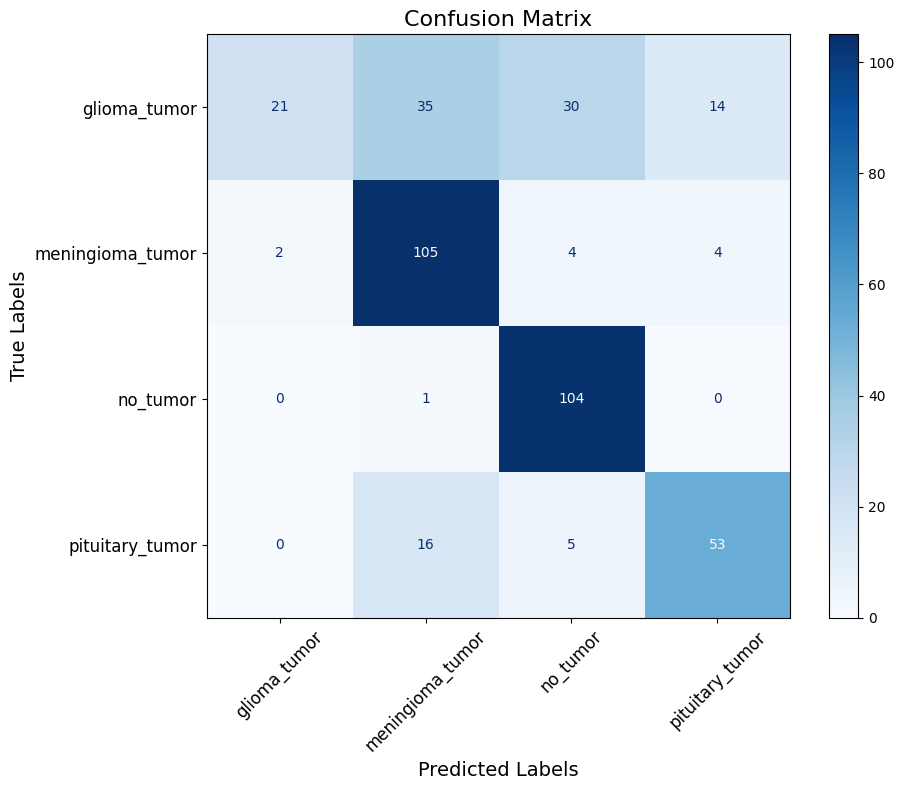 Confusion Matrix
True Labels
glioma_tumor 21 35 30 14
meningioma_tumor 2 105 4 4
no_tumor 0 1 104 0
pituitary_tumor 0 16 5 53
glioma_tumor meningioma_tumor no_tumor pituitary_tumor
Predicted Labels
100
80
60
40
20
0